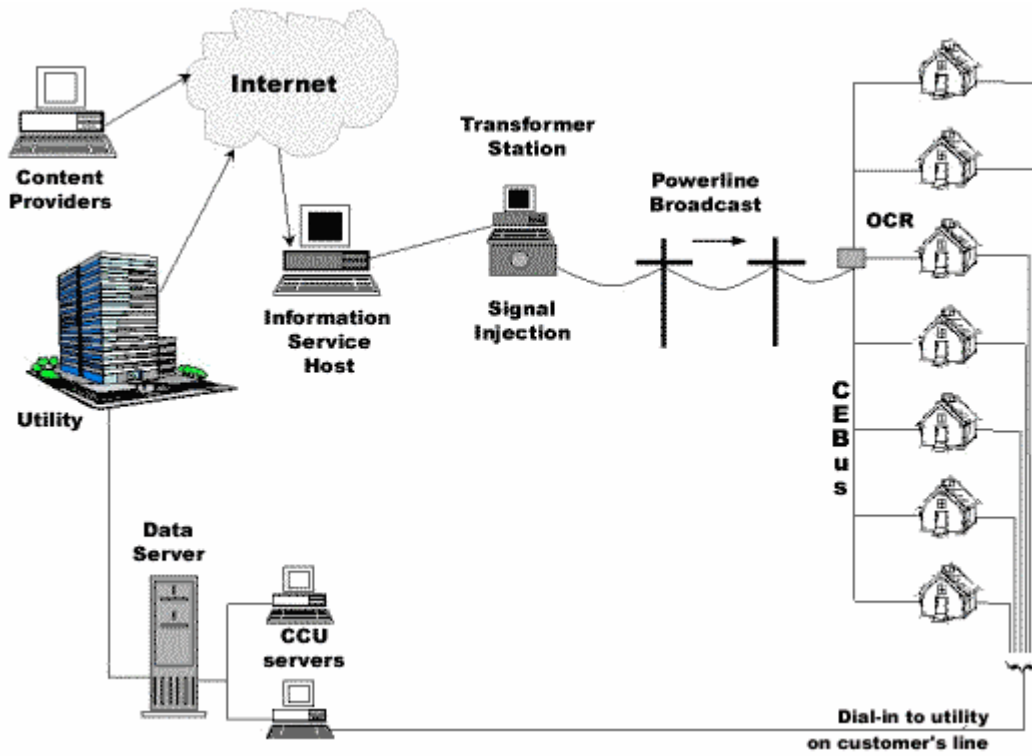 Internet
Content
Providers
Transformer
Station
Powerline
Broadcast
OCR
Information
Service
Host
Signal
Injection
Utility
CEBus
Data
Server
CCU
servers
Dial-in to utility
on customer's line